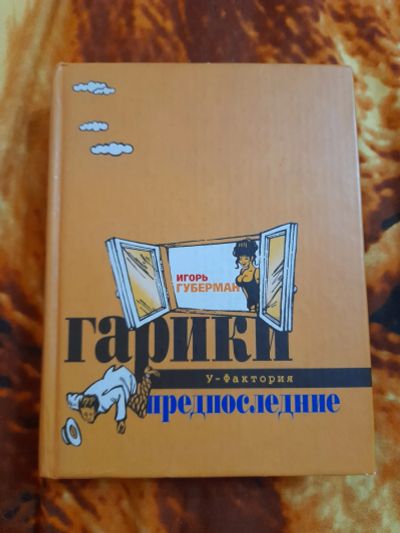 ИГОРЬ
ГУБЕРМАН
гарики
У-Фактория
предпоследние